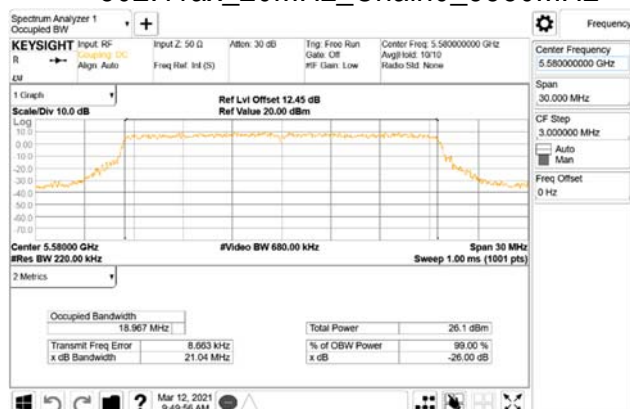 Spectrum Analyzer 1
Occupied BW
+
Frequency
KEYSIGHT Input: RF Input Z: 50 Ω Atten: 30 dB Trig: Free Run Center Freq: 5.580000000 GHz
R Coupling: DC Gate: Off Avg|Hold: 10/10
Align: Auto Freq Ref: Int (S) #IF Gain: Low Radio Std: None
LXI
Center Frequency
5.580000000 GHz
Span
30.000 MHz
CF Step
3.000000 MHz
Auto
Man
Freq Offset
0 Hz
1 Graph
Ref Lvl Offset 12.45 dB
Scale/Div 10.0 dB Ref Value 20.00 dBm
Log
10.0
0.00
-10.0
-20.0
-30.0
-40.0
-50.0
-60.0
-70.0
Center 5.58000 GHz #Video BW 680.00 kHz Span 30 MHz
#Res BW 220.00 kHz Sweep 1.00 ms (1001 pts)
2 Metrics
Occupied Bandwidth
18.967 MHz Total Power 26.1 dBm
Transmit Freq Error 8.663 kHz % of OBW Power 99.00 %
x dB Bandwidth 21.04 MHz x dB -26.00 dB
? Mar 12, 2021
9:49:56 AM